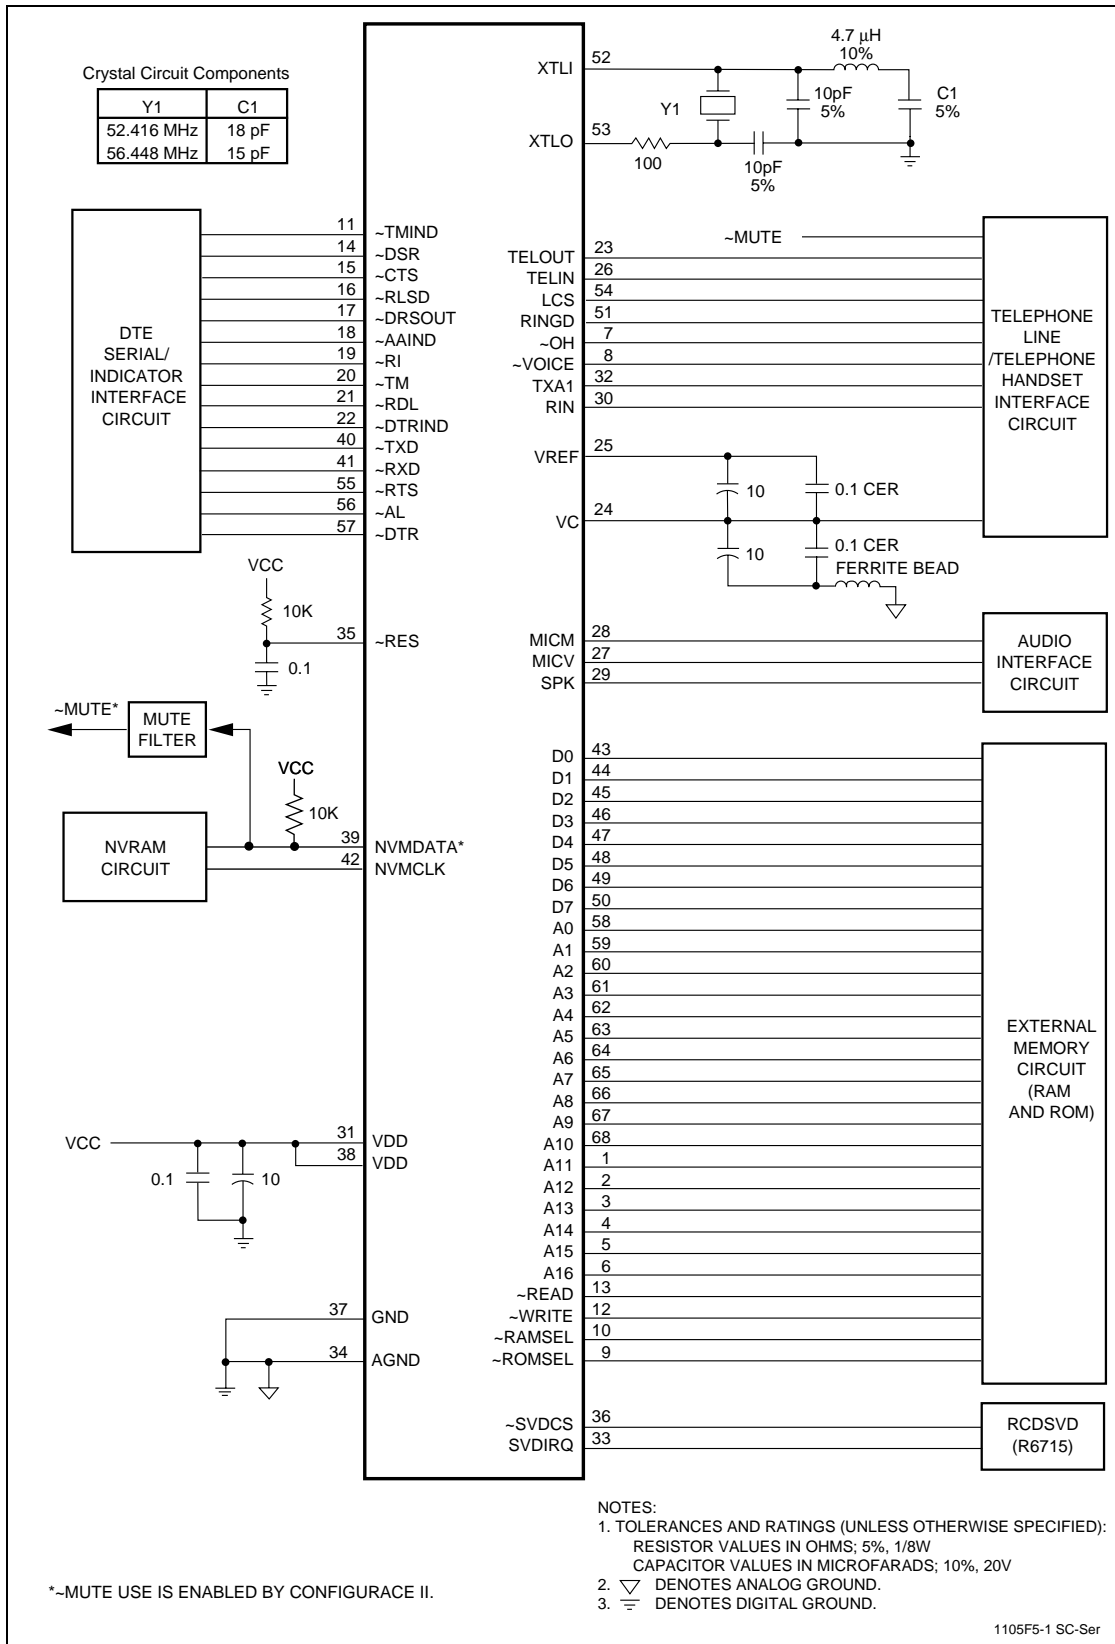 Crystal Circuit Components
Y1 C1
52.416 MHz 18 pF
56.448 MHz 15 pF
XTLI
52
4.7 µH
10%
10pF
5%
C1
5%
Y1
XTLO
53
100
10pF
5%
DTE
SERIAL/
INDICATOR
INTERFACE
CIRCUIT
11 ~TMIND
14 ~DSR
15 ~CTS
16 ~RLSD
17 ~DRSOUT
18 ~AAIND
19 ~RI
20 ~TM
21 ~RDL
22 ~DTRIND
40 ~TXD
41 ~RXD
55 ~RTS
56 ~AL
57 ~DTR
~MUTE
TELOUT 23
TELIN 26
LCS 54
RINGD 51
~OH 7
~VOICE 8
TXA1 32
RIN 30
TELEPHONE
LINE
/TELEPHONE
HANDSET
INTERFACE
CIRCUIT
VREF 25
10
0.1 CER
VC 24
10
0.1 CER
FERRITE BEAD
VCC
10K
35 ~RES
0.1
MICM 28
MICV 27
SPK 29
AUDIO
INTERFACE
CIRCUIT
~MUTE*
MUTE
FILTER
VCC
10K
NVRAM
CIRCUIT
39 NVMDATA*
42 NVMCLK
D0 43
D1 44
D2 45
D3 46
D4 47
D5 48
D6 49
D7 50
A0 58
A1 59
A2 60
A3 61
A4 62
A5 63
A6 64
A7 65
A8 66
A9 67
A10 68
A11 1
A12 2
A13 3
A14 4
A15 5
A16 6
~READ 13
~WRITE 12
~RAMSEL 10
~ROMSEL 9
EXTERNAL
MEMORY
CIRCUIT
(RAM
AND ROM)
VCC
31 VDD
38 VDD
0.1
10
37 GND
34 AGND
~SVDCS 36
SVDIRQ 33
RCDSVD
(R6715)
NOTES:
1. TOLERANCES AND RATINGS (UNLESS OTHERWISE SPECIFIED):
RESISTOR VALUES IN OHMS; 5%, 1/8W
CAPACITOR VALUES IN MICROFARADS; 10%, 20V
2. DENOTES ANALOG GROUND.
3. DENOTES DIGITAL GROUND.
*~MUTE USE IS ENABLED BY CONFIGURACE II.
1105F5-1 SC-Ser